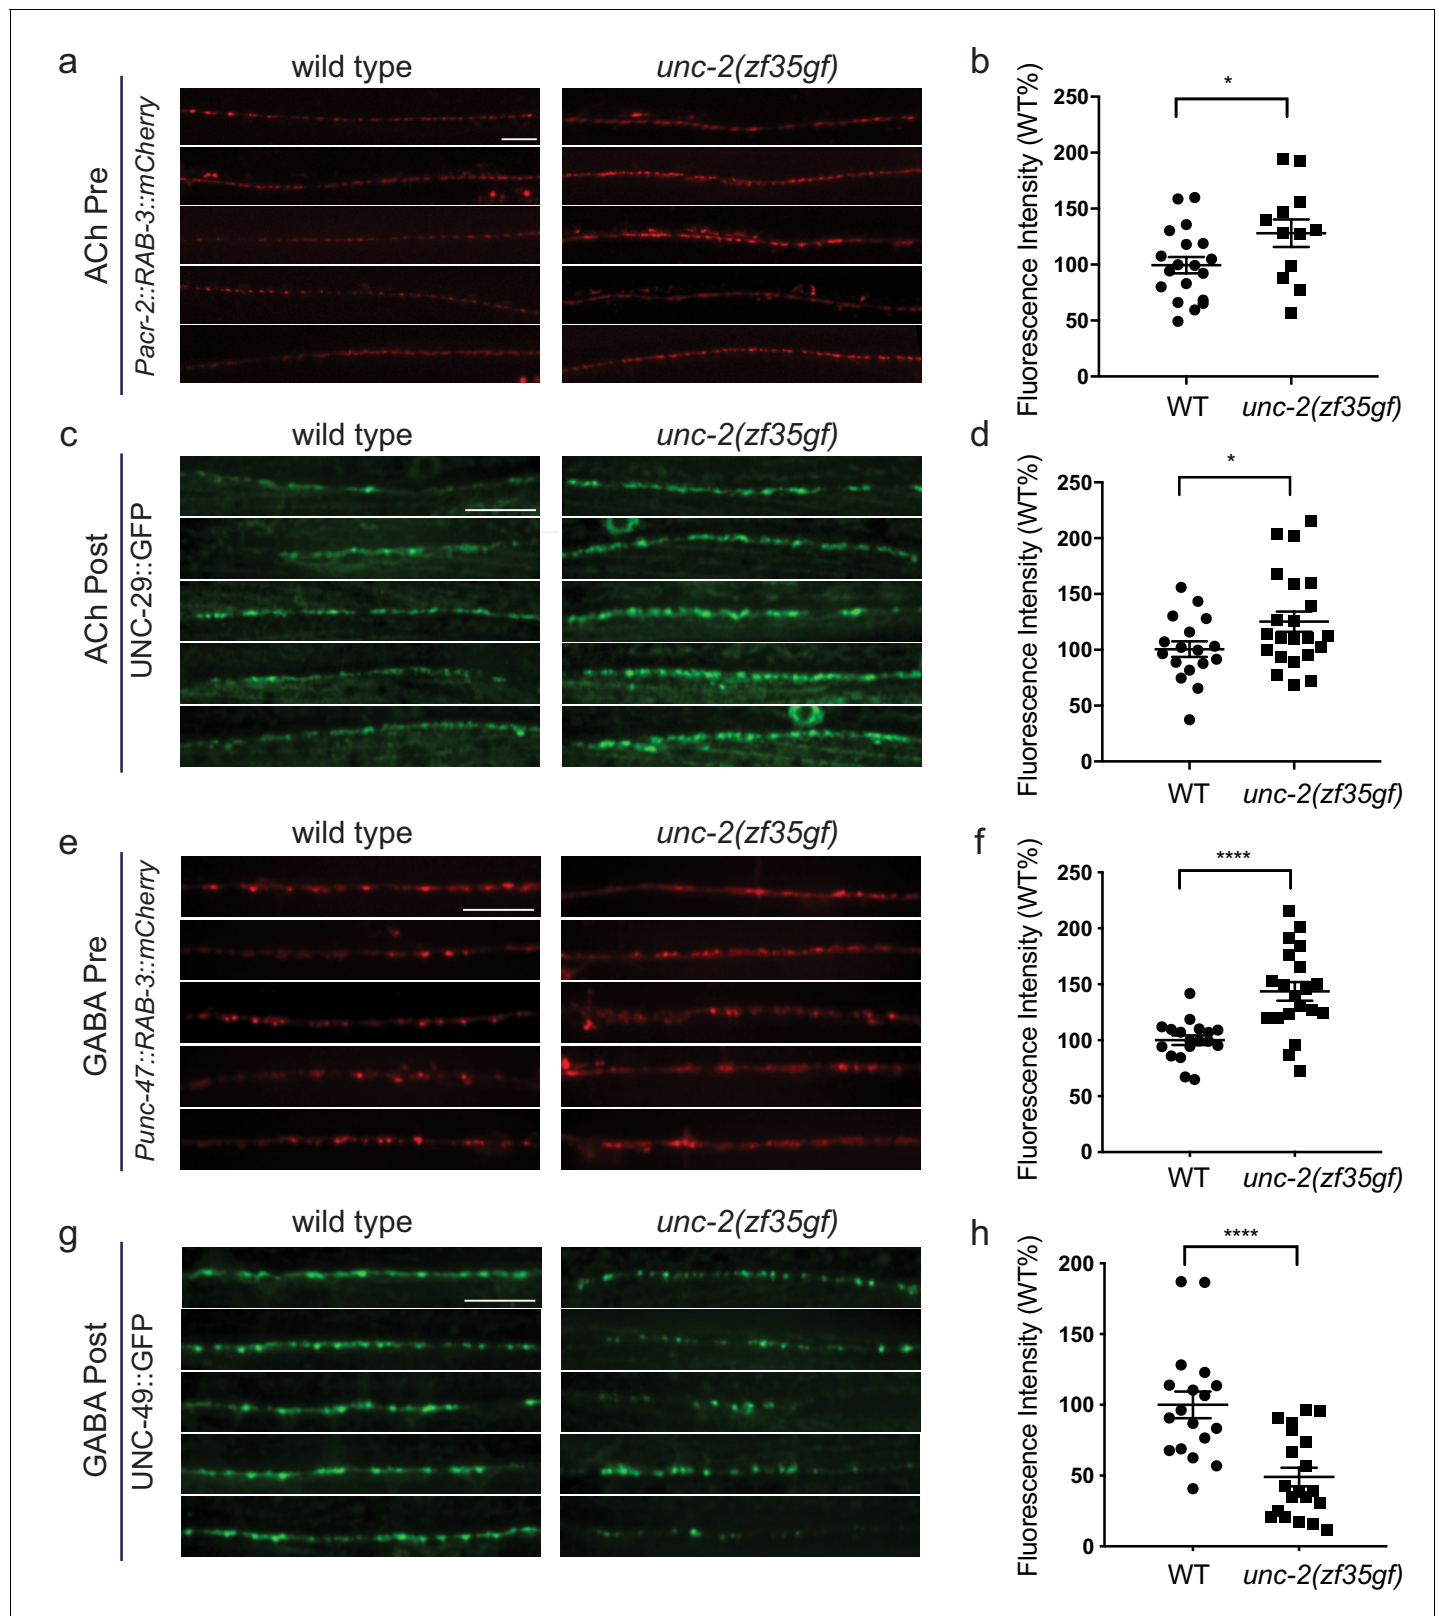 a
wild type
unc-2(zf35gf)
ACh Pre
Pacr-2::RAB-3::mCherry
b
*
Fluorescence Intensity (WT%)
250
200
150
100
50
0
WT
unc-2(zf35gf)
c
wild type
unc-2(zf35gf)
ACh Post
UNC-29::GFP
d
*
Fluorescence Intensity (WT%)
250
200
150
100
50
0
WT
unc-2(zf35gf)
e
wild type
unc-2(zf35gf)
GABA Pre
Punc-47::RAB-3::mCherry
f
****
Fluorescence Intensity (WT%)
250
200
150
100
50
0
WT
unc-2(zf35gf)
g
wild type
unc-2(zf35gf)
GABA Post
UNC-49::GFP
h
****
Fluorescence Intensity (WT%)
200
150
100
50
0
WT
unc-2(zf35gf)